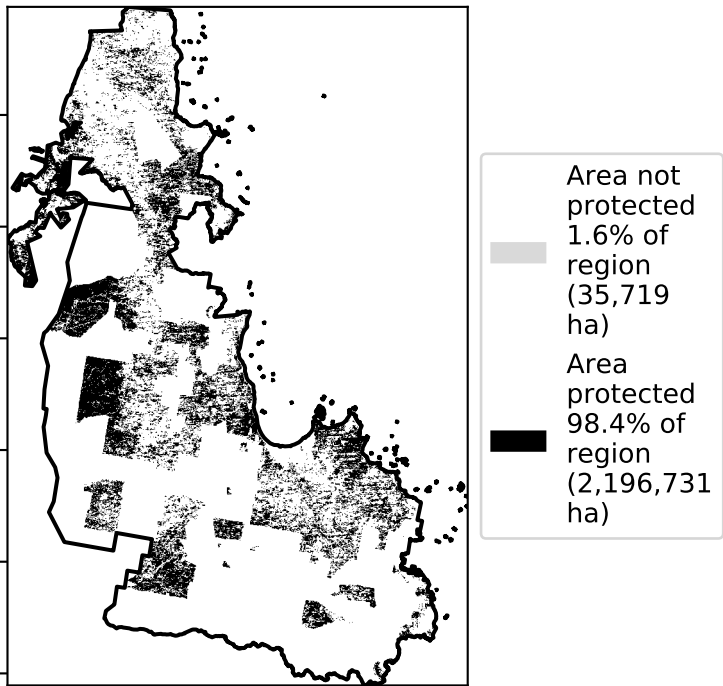 Area not
protected
1.6% of
region
(35,719
ha)
Area
protected
98.4% of
region
(2,196,731
ha)